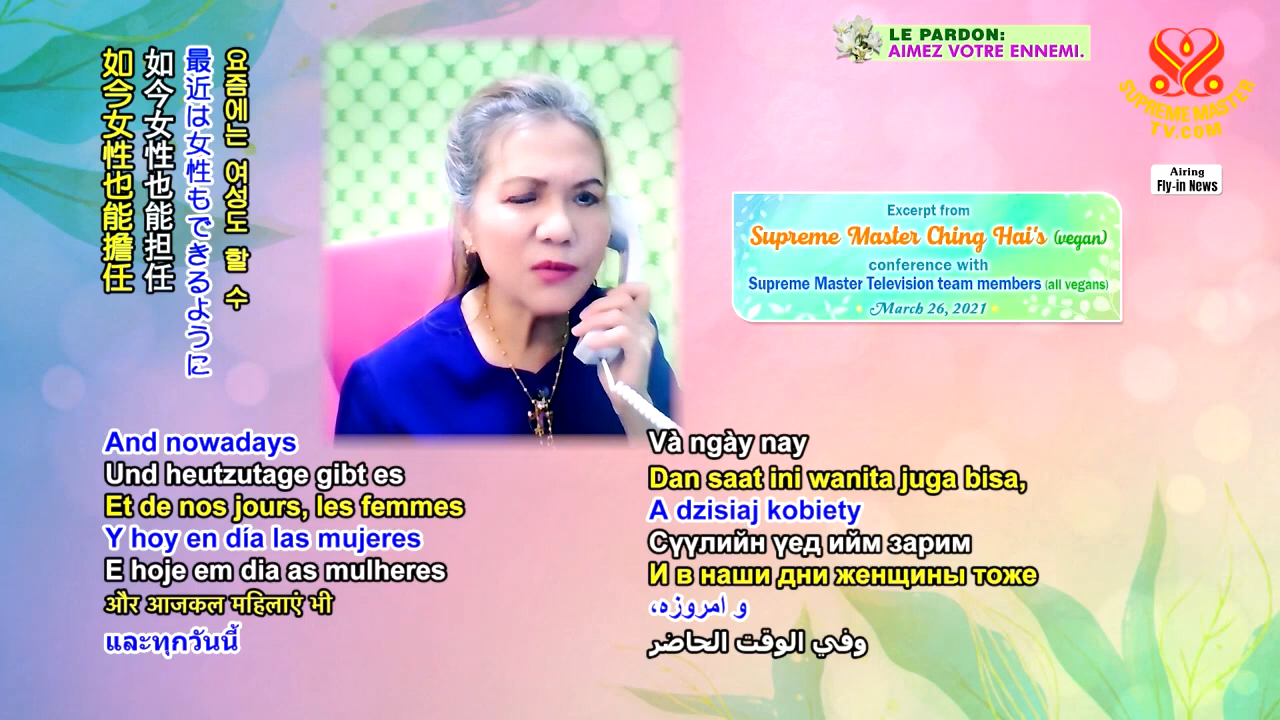 LE PARDON:
AIMEZ VOTRE ENNEMI.
SUPREME MASTER
TV.COM
Airing
Fly-in News
Excerpt from
Supreme Master Ching Hai's (vegan)
conference with
Supreme Master Television team members (all vegans)
March 26, 2021
요즘에는 여성도 할 수
最近は女性もできるように
如今女性也能担任
如今女性也能擔任
And nowadays
Und heutzutage gibt es
Et de nos jours, les femmes
Y hoy en día las mujeres
E hoje em dia as mulheres
और आजकल महिलाएं भी
และทุกวันนี้
Và ngày nay
Dan saat ini wanita juga bisa,
A dzisiaj kobiety
Сүүлийн үед ийм зарим
И в наши дни женщины тоже
و امروزه،
وفي الوقت الحاضر